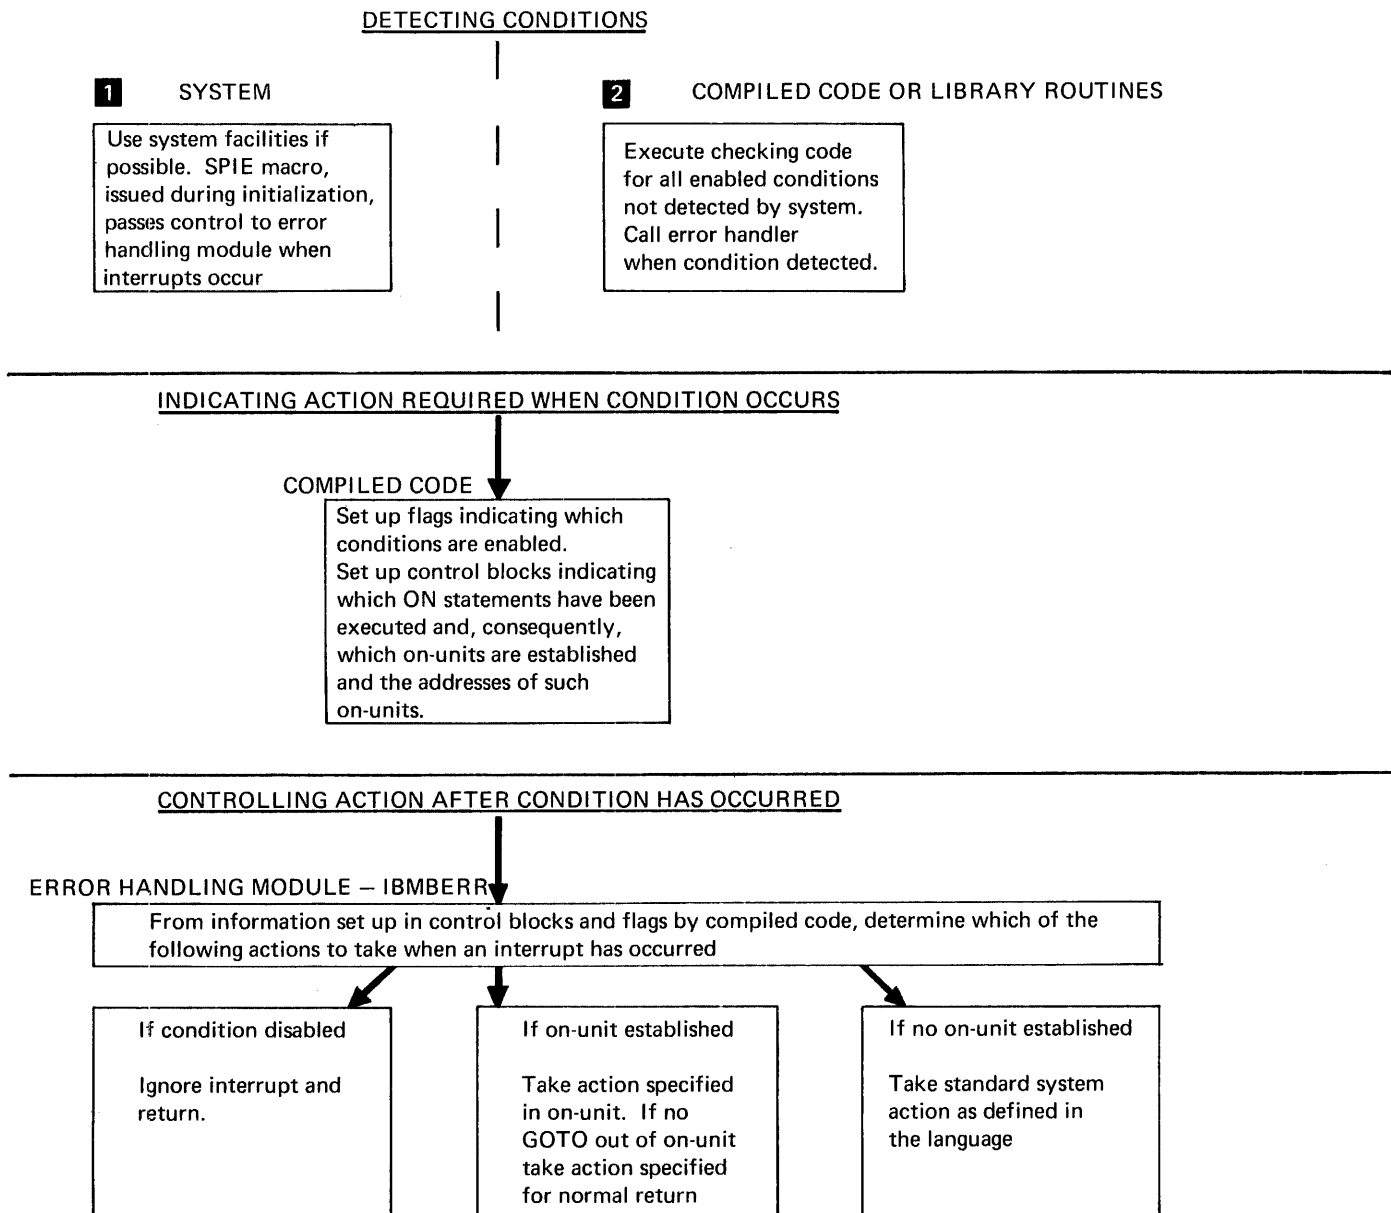 DETECTING CONDITIONS
1 SYSTEM
Use system facilities if
possible. SPIE macro,
issued during initialization,
passes control to error
handling module when
interrupts occur
2 COMPILED CODE OR LIBRARY ROUTINES
Execute checking code
for all enabled conditions
not detected by system.
Call error handler
when condition detected.
INDICATING ACTION REQUIRED WHEN CONDITION OCCURS
COMPILED CODE
Set up flags indicating which
conditions are enabled.
Set up control blocks indicating
which ON statements have been
executed and, consequently,
which on-units are established
and the addresses of such
on-units.
CONTROLLING ACTION AFTER CONDITION HAS OCCURRED
ERROR HANDLING MODULE – IBMBERR
From information set up in control blocks and flags by compiled code, determine which of the
following actions to take when an interrupt has occurred
If condition disabled
Ignore interrupt and
return.
If on-unit established
Take action specified
in on-unit. If no
GOTO out of on-unit
take action specified
for normal return
If no on-unit established
Take standard system
action as defined in
the language